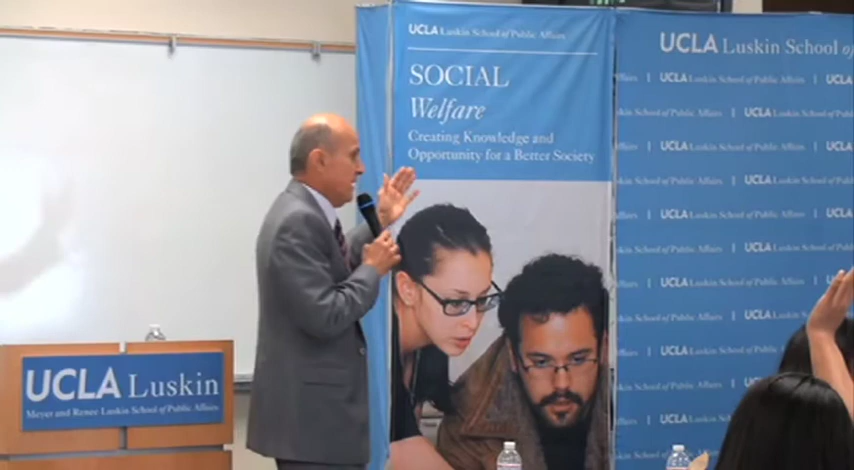 UCLA Luskin School of Public Affairs
SOCIAL
Welfare
Creating Knowledge and
Opportunity for a Better Society
UCLA Luskin School of
UCLA Luskin School of Public Affairs
UCLA Luskin
Meyer and Renee Luskin School of Public Affairs